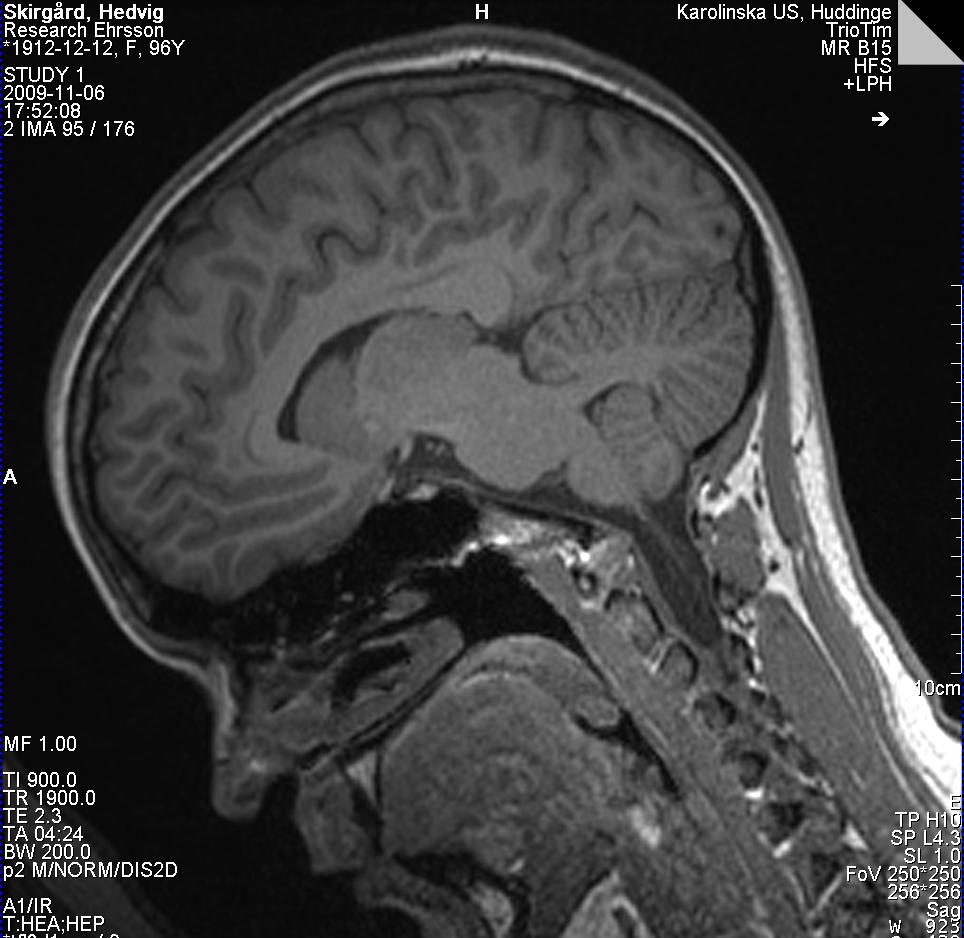 Skirgård, Hedvig
Research Ehrsson
*1912-12-12, F, 96Y
STUDY 1
2009-11-06
17:52:08
2 IMA 95 / 176
H
Karolinska US, Huddinge
TrioTim
MR B15
HFS
+LPH
A
10cm
MF 1.00
TI 900.0
TR 1900.0
TE 2.3
TA 04:24
BW 200.0
p2 M/NORM/DIS2D
A1/IR
T:HEA;HEP
E
TP H10
SP L4.3
SL 1.0
FoV 250*250
256*256
Sag
W 923